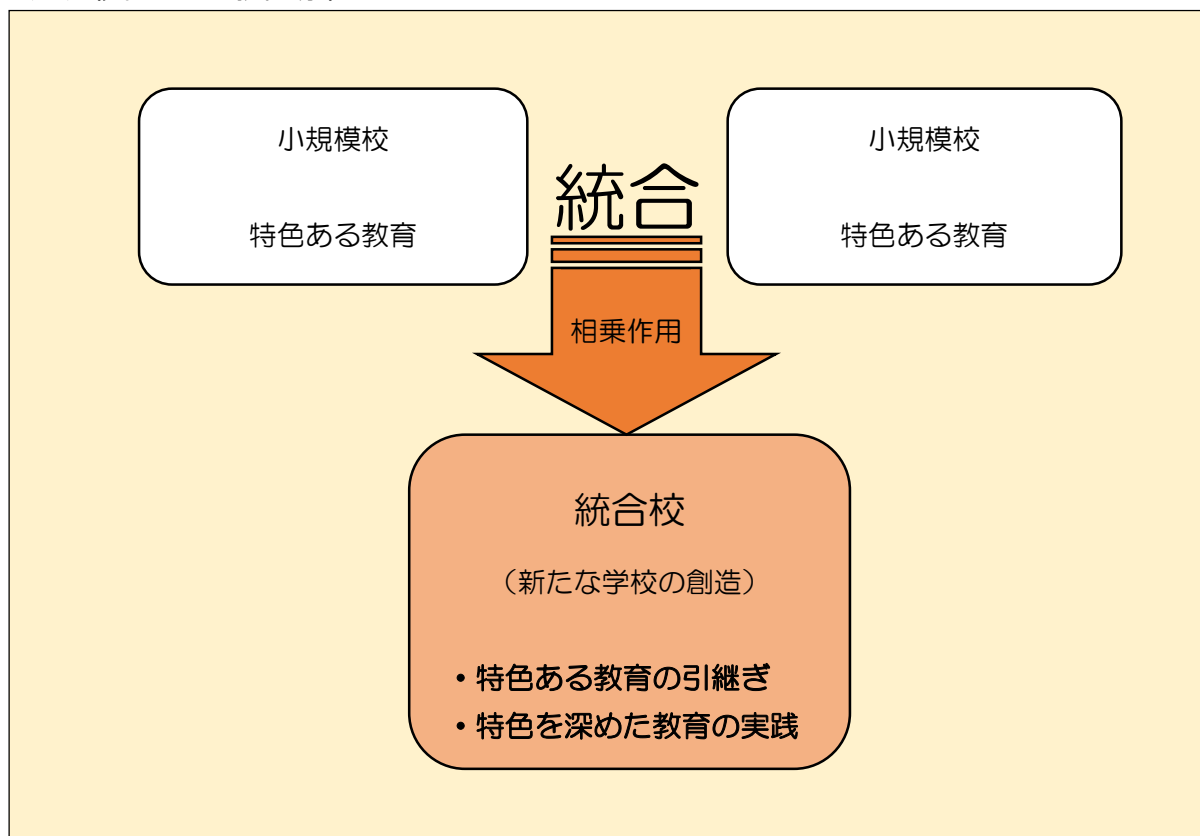 小規模校
特色ある教育
統合
小規模校
特色ある教育
相乗作用
統合校
（新たな学校の創造）
・特色ある教育の引継ぎ
・特色を深めた教育の実践